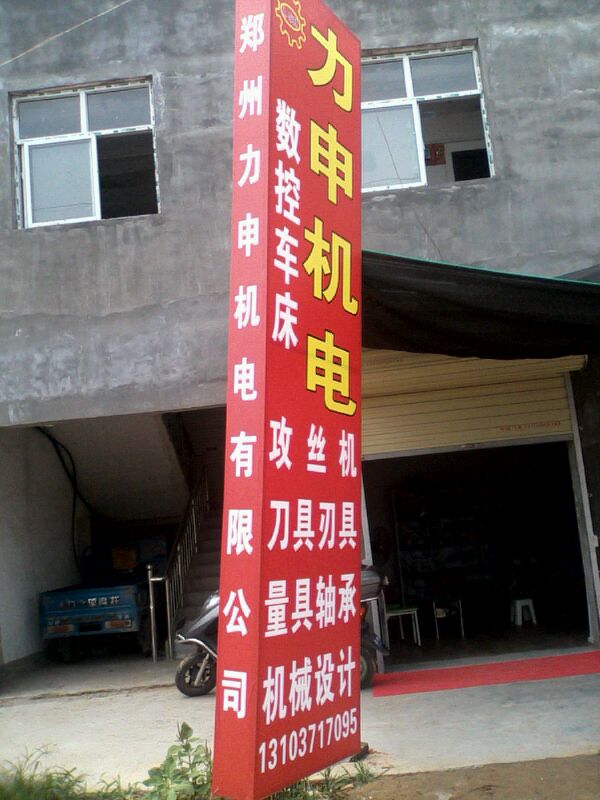 郑州力申机电有限公司
力申机电
数控车床
攻丝机
刀具刃具
量具轴承
机械设计
13103717095